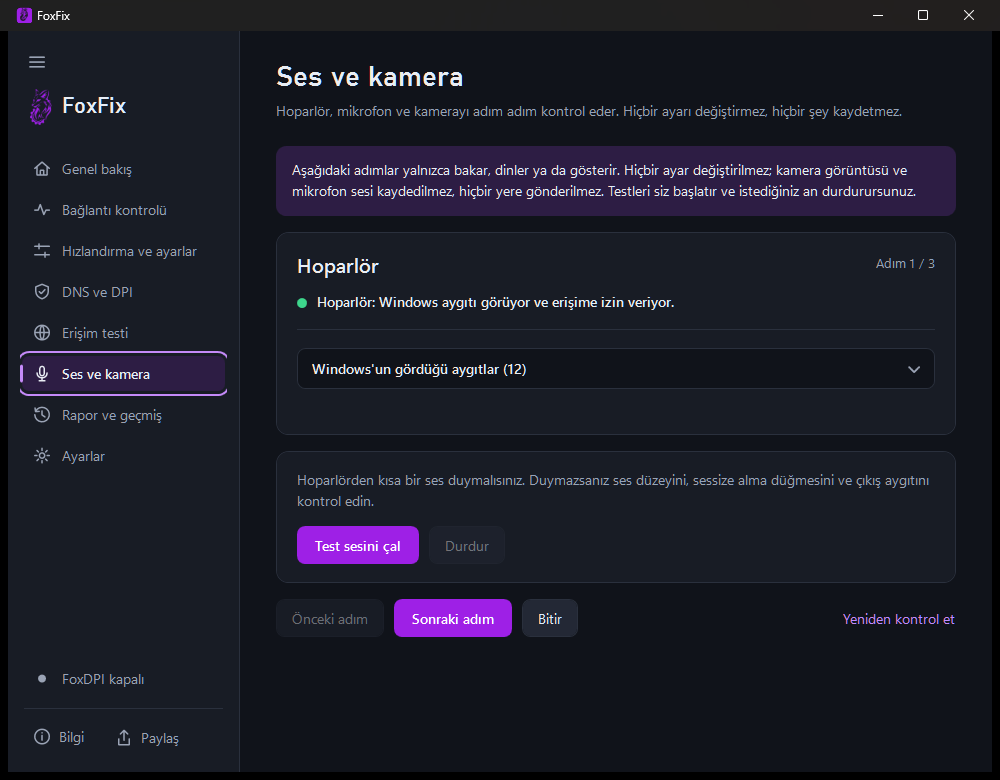 FoxFix
FoxFix
Genel bakış
Bağlantı kontrolü
Hızlandırma ve ayarlar
DNS ve DPI
Erişim testi
Ses ve kamera
Rapor ve geçmiş
Ayarlar
FoxDPI kapalı
Bilgi
Paylaş
Ses ve kamera
Hoparlör, mikrofon ve kamerayı adım adım kontrol eder. Hiçbir ayarı değiştirmez, hiçbir şey kaydetmez.
Aşağıdaki adımlar yalnızca bakar, dinler ya da gösterir. Hiçbir ayar değiştirilmez; kamera görüntüsü ve
mikrofon sesi kaydedilmez, hiçbir yere gönderilmez. Testleri siz başlatır ve istediğiniz an durdurursunuz.
Hoparlör
Adım 1 / 3
Hoparlör: Windows aygıtı görüyor ve erişime izin veriyor.
Windows'un gördüğü aygıtlar (12)
Hoparlörden kısa bir ses duymalısınız. Duymazsanız ses düzeyini, sessize alma düğmesini ve çıkış aygıtını
kontrol edin.
Test sesini çal
Durdur
Önceki adım
Sonraki adım
Bitir
Yeniden kontrol et